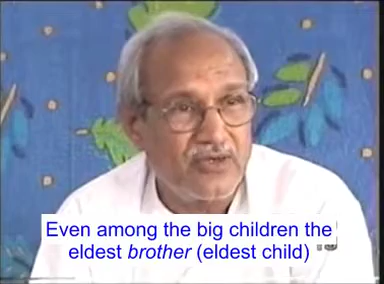 Even among the big children the
eldest brother (eldest child)